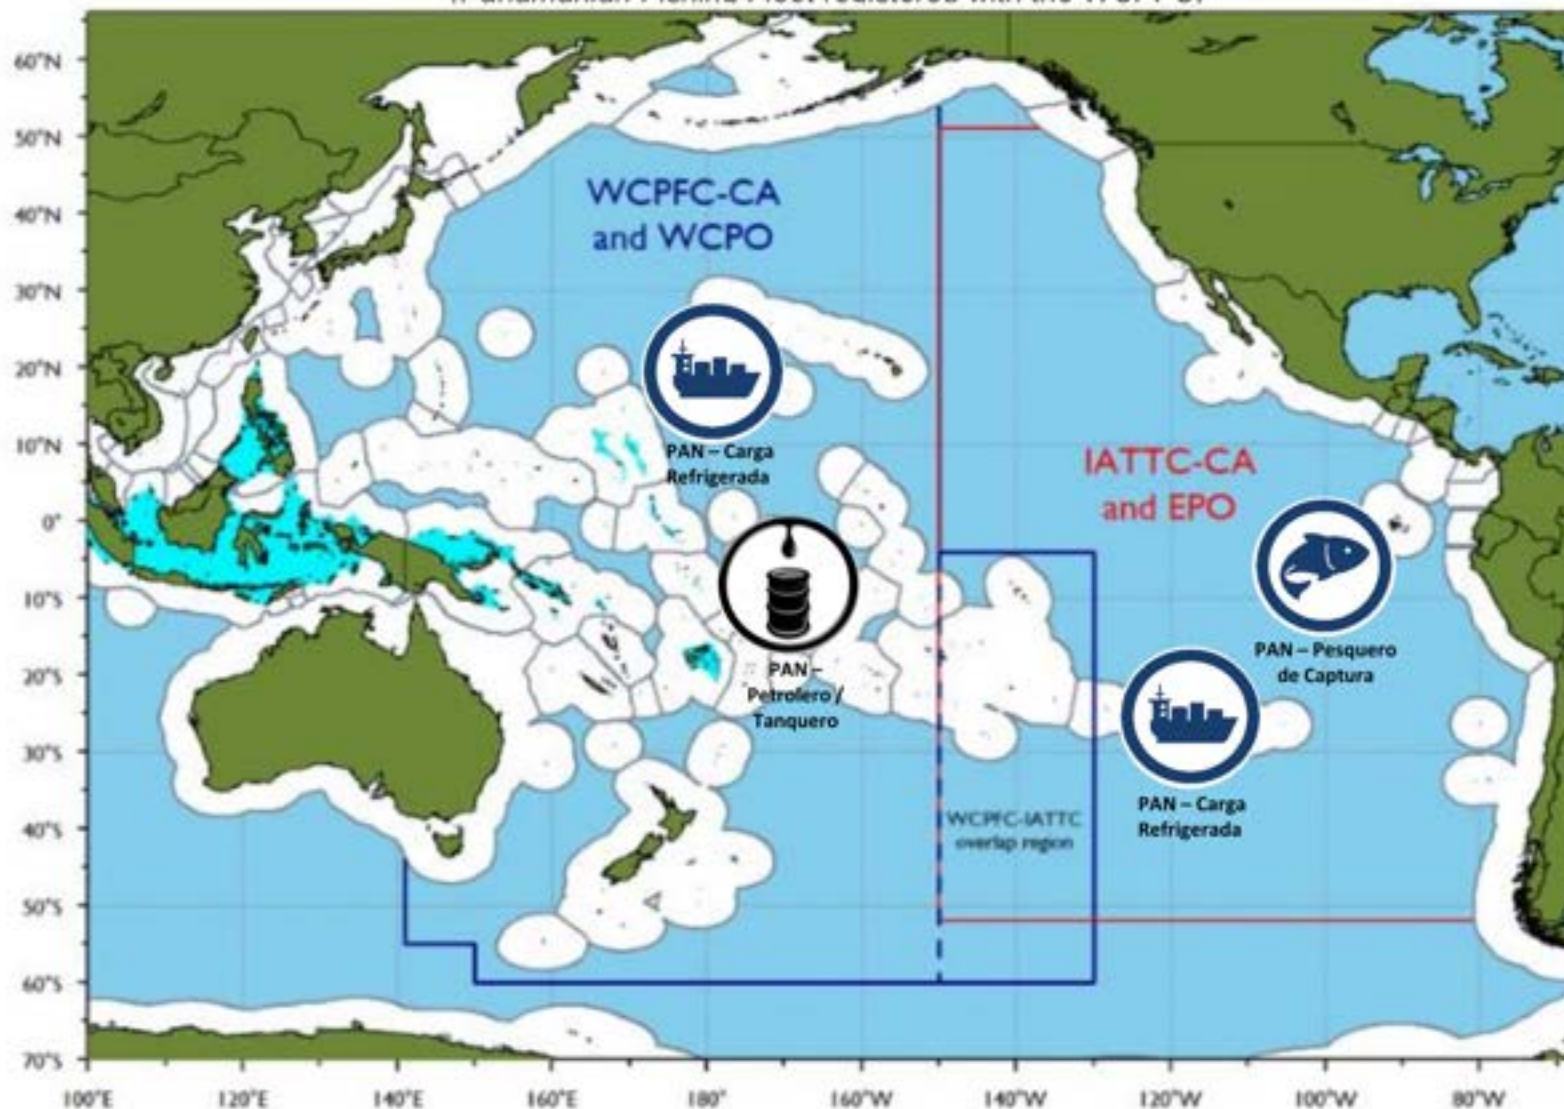 60°N
50°N
40°N
30°N
20°N
10°N
0°
10°S
20°S
30°S
40°S
50°S
60°S
70°S
WCPFC-CA
and WCPO
IATTC-CA
and EPO
PAN – Carga
Refrigerada
PAN –
Petrolero /
Tanquero
PAN – Pesquero
de Captura
PAN – Carga
Refrigerada
WCPFC-IATTC
overlap region
100°E
120°E
140°E
160°E
180°
160°W
140°W
120°W
100°W
80°W